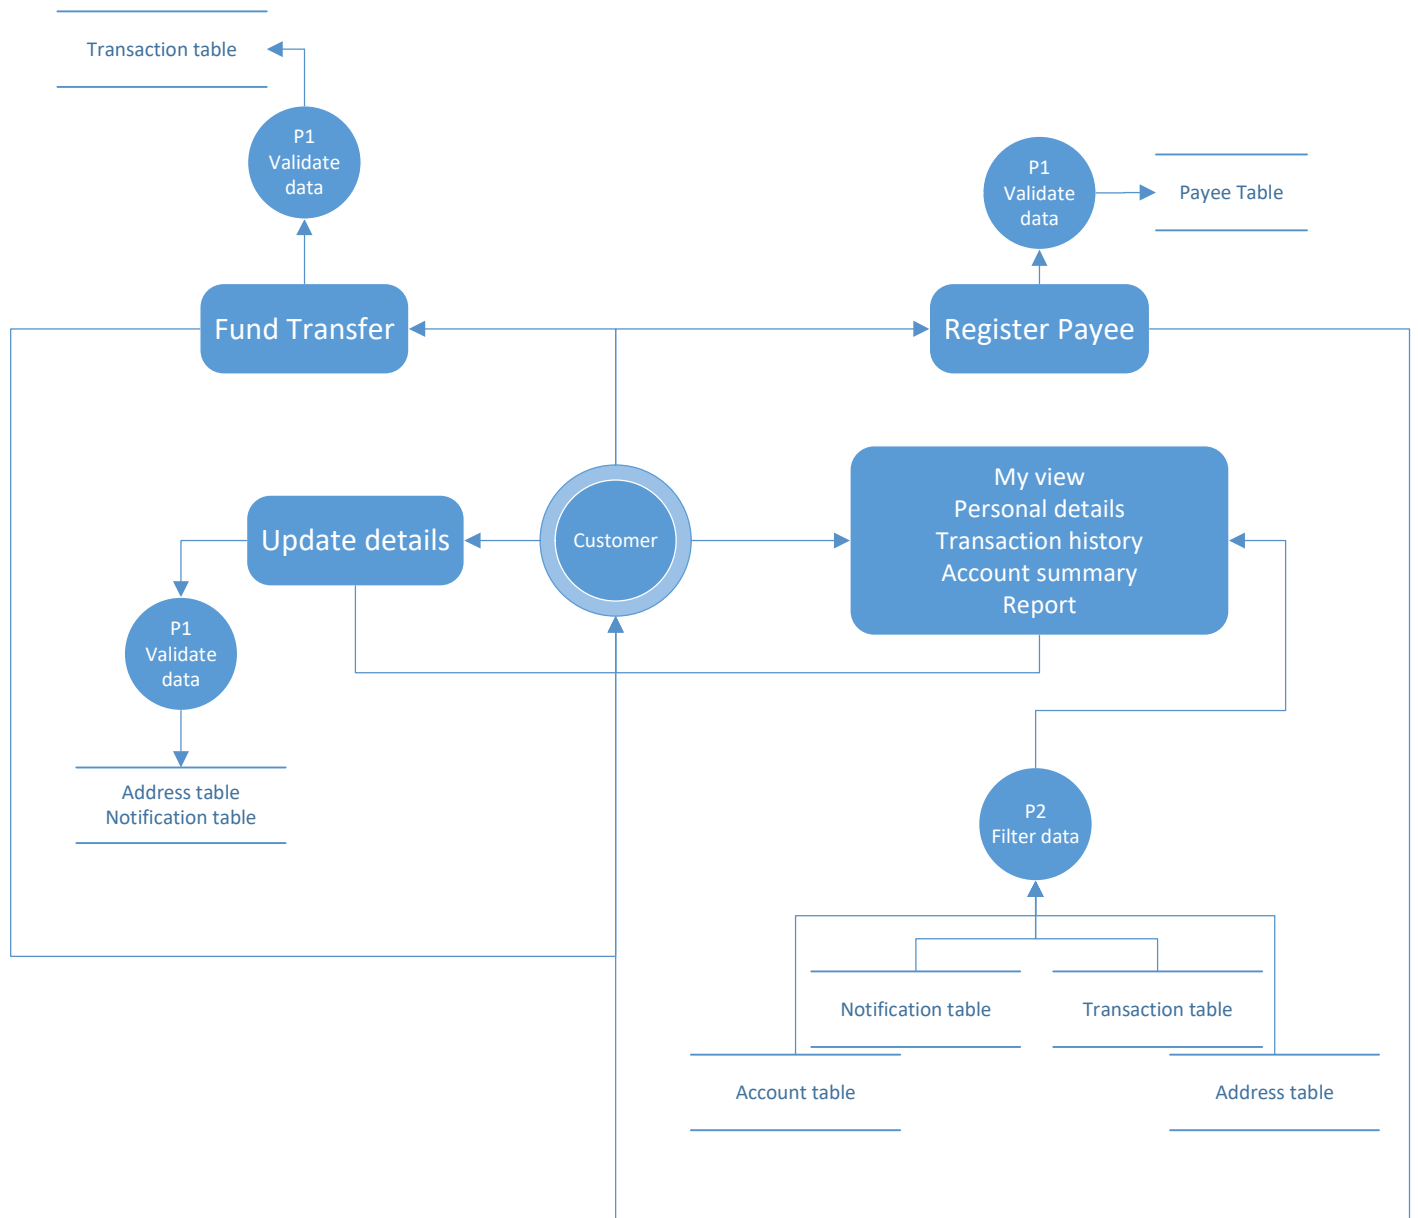 Transaction table
P1
Validate
data
P1
Validate
data
Payee Table
Fund Transfer
Register Payee
Update details
Customer
My view
Personal details
Transaction history
Account summary
Report
P1
Validate
data
Address table
Notification table
P2
Filter data
Notification table
Transaction table
Account table
Address table